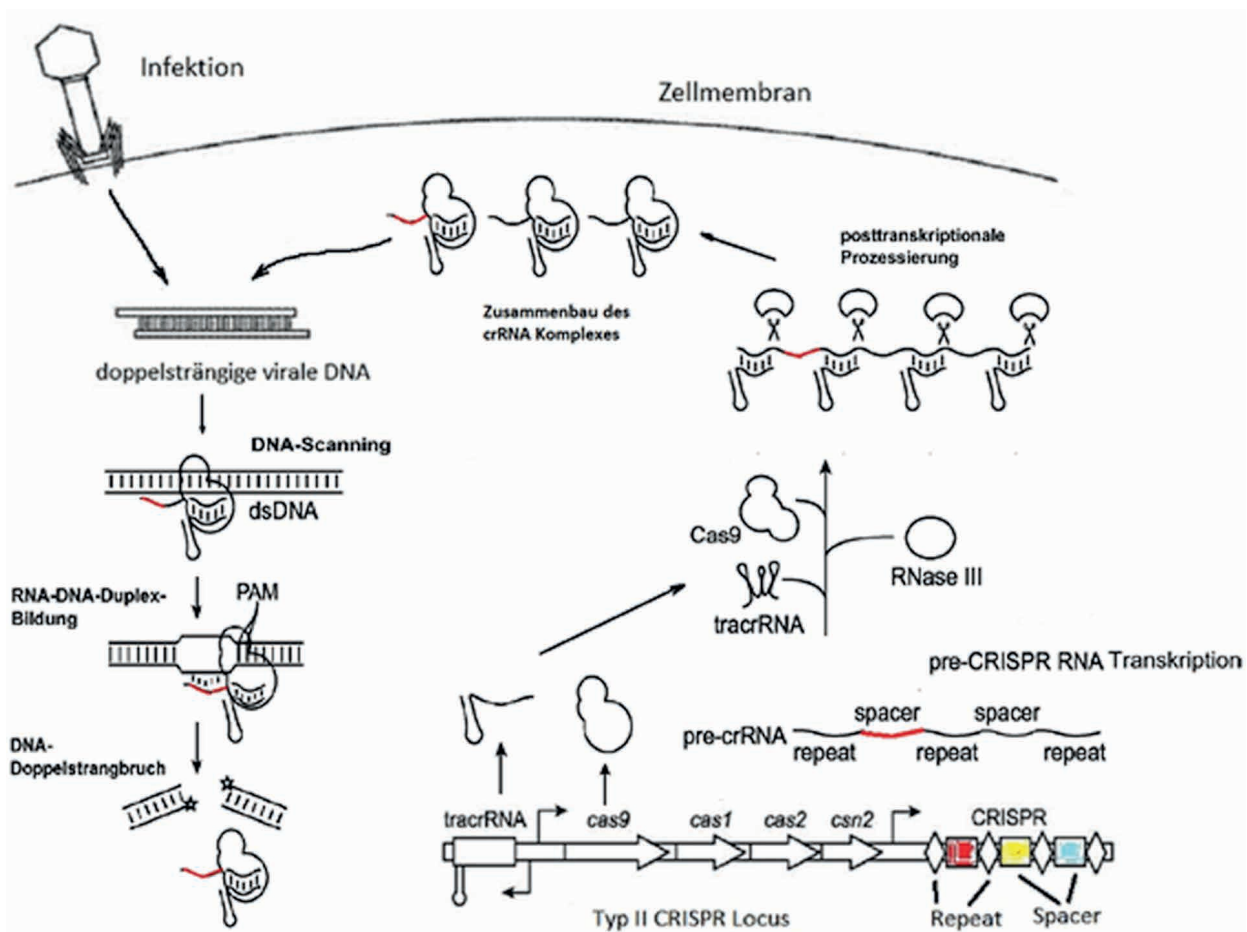 Infektion
Zellmembran
posttranskriptionale
Prozessierung
Zusammenbau des
crRNA Komplexes
doppelsträngige virale DNA
DNA-Scanning
dsDNA
Cas9
RNase III
tracrRNA
RNA-DNA-Duplex-
Bildung
PAM
pre-CRISPR RNA Transkription
spacer spacer
pre-crRNA
repeat repeat repeat
DNA-
Doppelstrangbruch
tracrRNA cas9 cas1 cas2 csn2 CRISPR
Typ II CRISPR Locus
Repeat Spacer